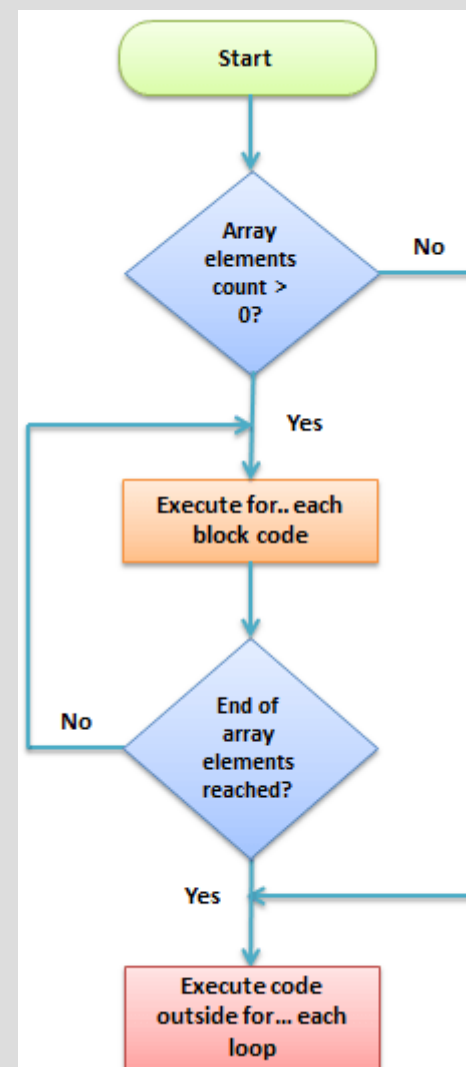 Start
Array
elements
count >
0?
No
Yes
Execute for.. each
block code
End of
array
elements
reached?
No
Yes
Execute code
outside for... each
loop